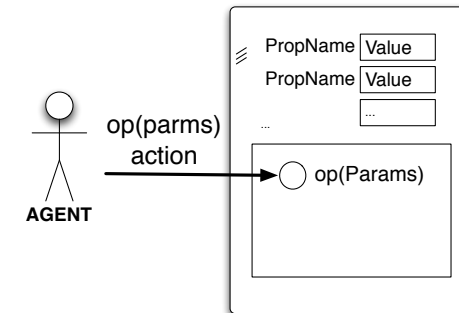 PropName Value
PropName Value
...
...
op(parms)
action
op(Params)
AGENT